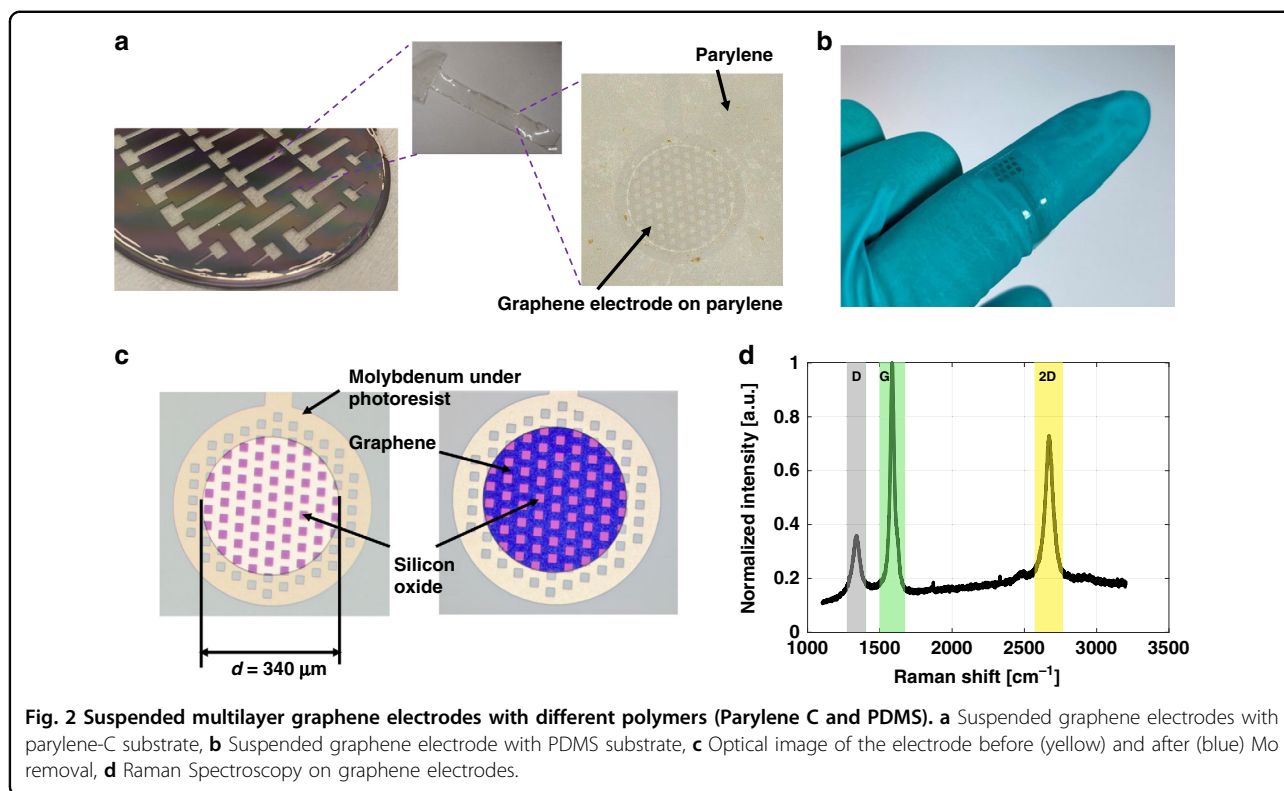 a
b
Parylene
Graphene electrode on parylene
c
d
Molybdenum under
photoresist
Graphene
Silicon
oxide
d = 340 μm
D
G
2D
1
0.8
0.6
0.4
0.2
0
1000
1500
2000
2500
3000
3500
Normalized intensity [a.u.]
Raman shift [cm⁻¹]
Fig. 2 Suspended multilayer graphene electrodes with different polymers (Parylene C and PDMS). a Suspended graphene electrodes with
parylene-C substrate, b Suspended graphene electrode with PDMS substrate, c Optical image of the electrode before (yellow) and after (blue) Mo
removal, d Raman Spectroscopy on graphene electrodes.